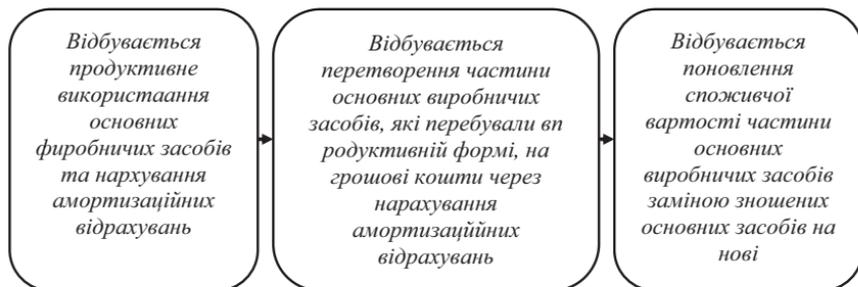 Відбувається
продуктивне
використаання
основних
фиробничих засобів
та нархування
амортизаційних
відрахувань
Відбувається
перетворення частини
основних виробничих
засобів, які перебували вп
родуктивній формі, на
грошові кошти через
нарахування
амортизаційних
відрахувань
Відбувається
поновлення
споживчої
вартості частини
основних
виробничих засобів
заміною зношених
основних засобів на
нові